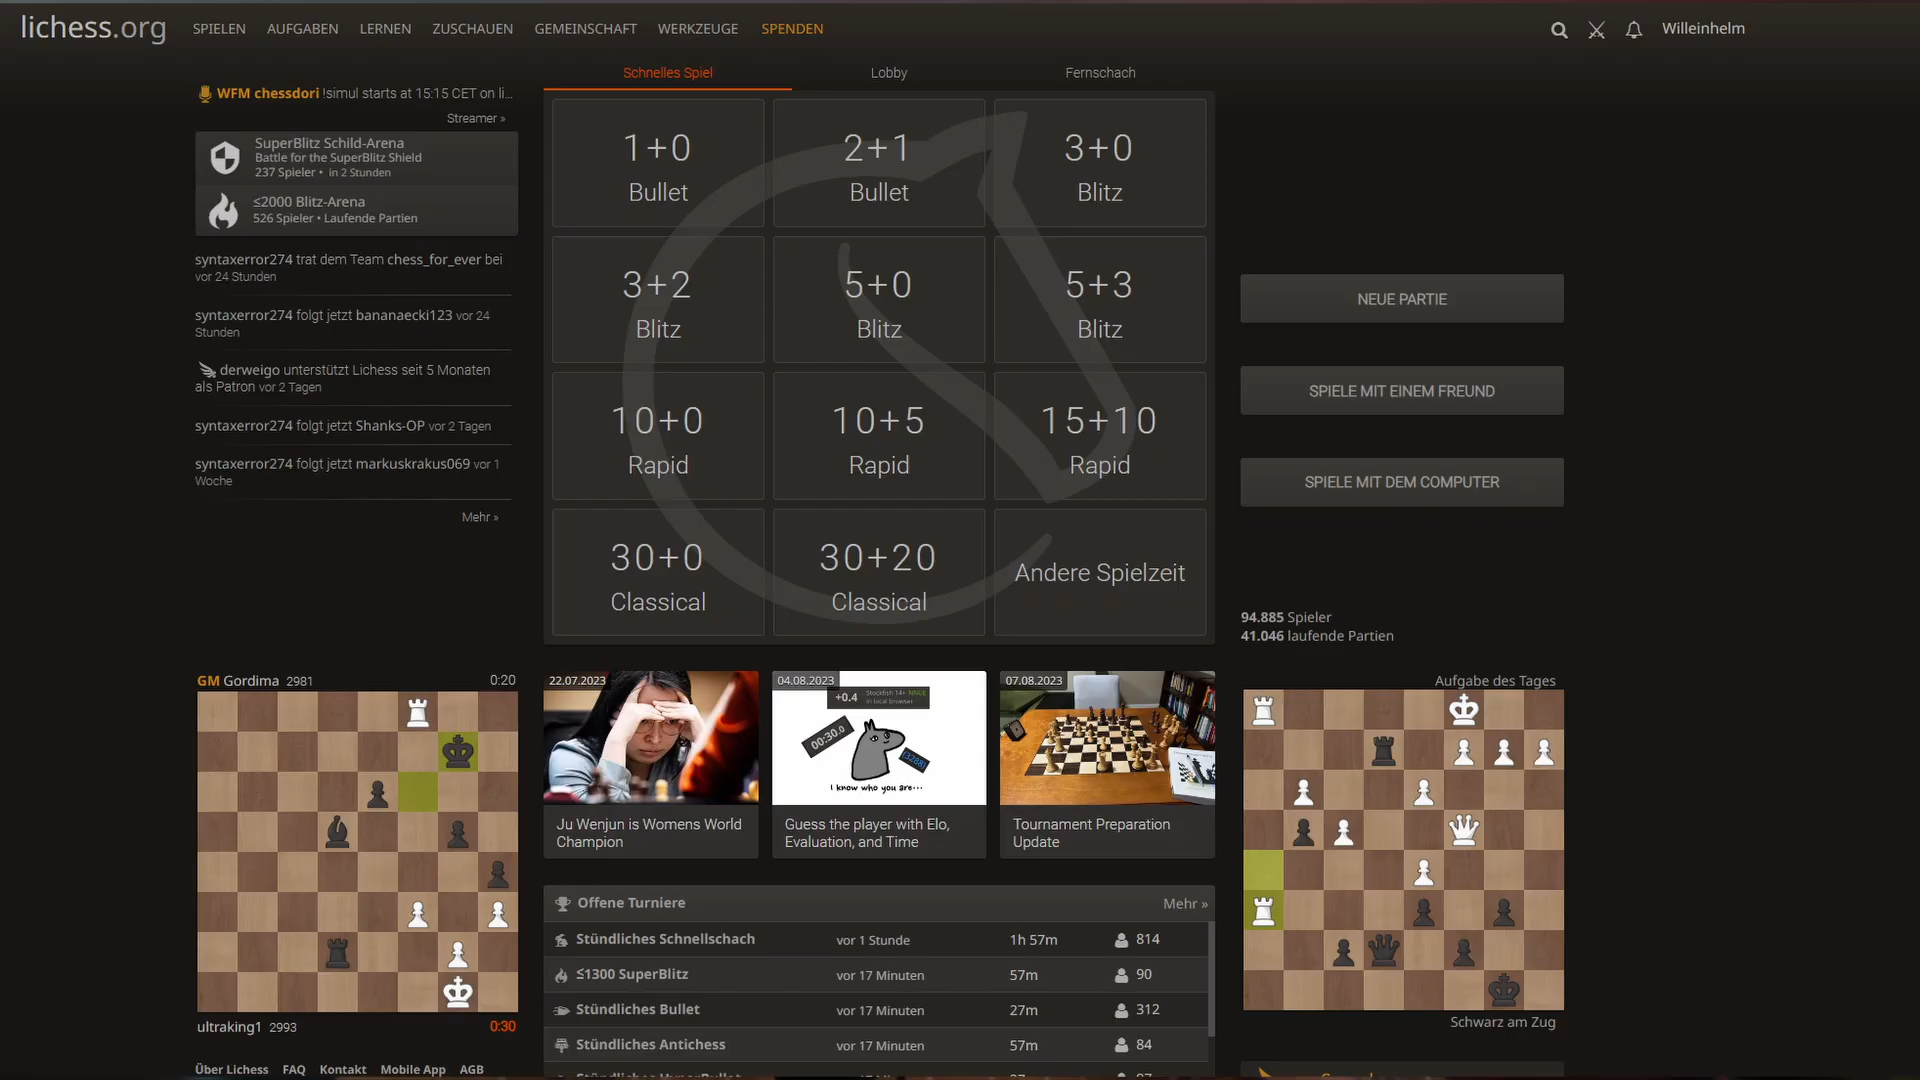 lichess.org
SPIELEN AUFGABEN LERNEN ZUSCHAUEN GEMEINSCHAFT WERKZEUGE SPENDEN
Willeinhelm
WFM chessdori !simul starts at 15:15 CET on li...
Streamer »
SuperBlitz Schild-Arena
Battle for the SuperBlitz Shield
237 Spieler • in 2 Stunden
≤2000 Blitz-Arena
526 Spieler • Laufende Partien
syntaxerror274 trat dem Team chess_for_ever bei
vor 24 Stunden
syntaxerror274 folgt jetzt bananaecki123 vor 24
Stunden
derweigo unterstützt Lichess seit 5 Monaten
als Patron vor 2 Tagen
syntaxerror274 folgt jetzt Shanks-OP vor 2 Tagen
syntaxerror274 folgt jetzt markuskrakus069 vor 1
Woche
Mehr »
Schnelles Spiel Lobby Fernschach
1+0
Bullet
2+1
Bullet
3+0
Blitz
3+2
Blitz
5+0
Blitz
5+3
Blitz
10+0
Rapid
10+5
Rapid
15+10
Rapid
30+0
Classical
30+20
Classical
Andere Spielzeit
NEUE PARTIE
SPIELE MIT EINEM FREUND
SPIELE MIT DEM COMPUTER
94.885 Spieler
41.046 laufende Partien
GM Gordima 2981 0:20
ultraking1 2993 0:30
22.07.2023
Ju Wenjun is Womens World
Champion
04.08.2023
+0.4 Stockfish 14+ NNUE
in local browser
00:30.0
(3268)
I know who you are...
Guess the player with Elo,
Evaluation, and Time
07.08.2023
Tournament Preparation
Update
Aufgabe des Tages
Schwarz am Zug
Offene Turniere Mehr »
Stündliches Schnellschach vor 1 Stunde 1h 57m 814
≤1300 SuperBlitz vor 17 Minuten 57m 90
Stündliches Bullet vor 17 Minuten 27m 312
Stündliches Antichess vor 17 Minuten 57m 84
Über Lichess FAQ Kontakt Mobile App AGB